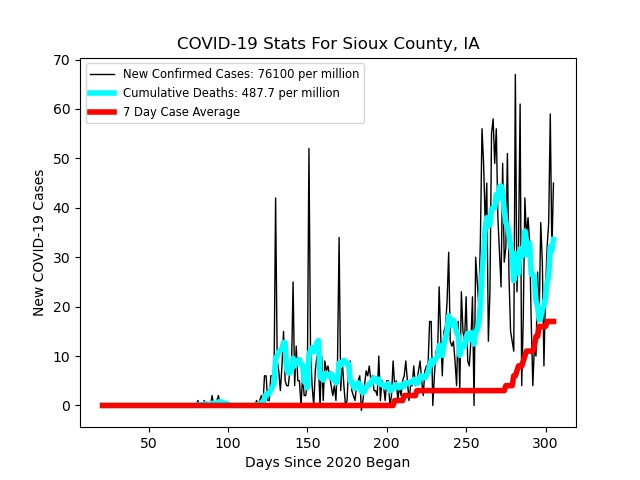 COVID-19 Stats For Sioux County, IA
New Confirmed Cases: 76100 per million
Cumulative Deaths: 487.7 per million
7 Day Case Average
70
60
50
40
30
20
10
0
New COVID-19 Cases
50 100 150 200 250 300
Days Since 2020 Began